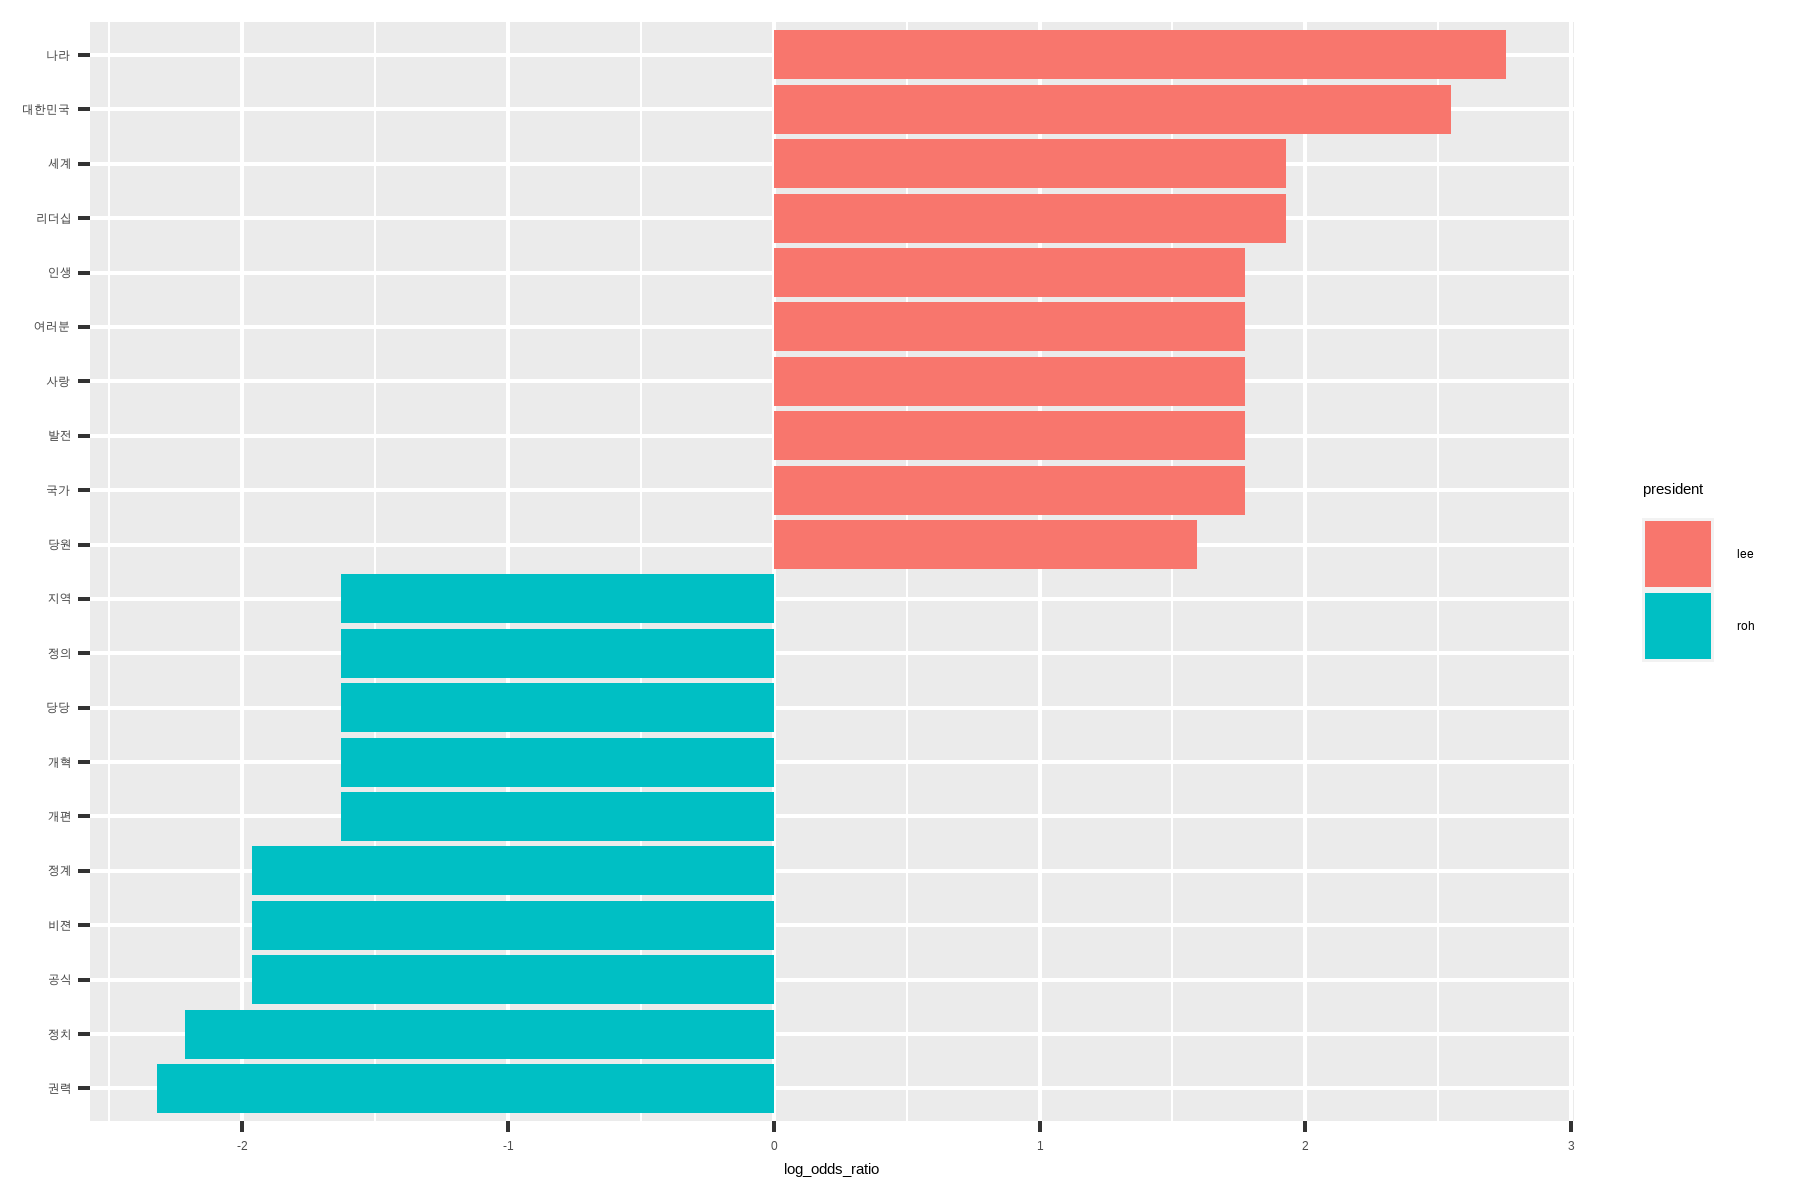 나라
대한민국
세계
리더십
인생
여러분
사랑
발전
국가
당원
지역
정의
당당
개혁
개편
정계
비젼
공식
정치
권력
-2 -1 0 1 2 3
log_odds_ratio
president
lee
roh